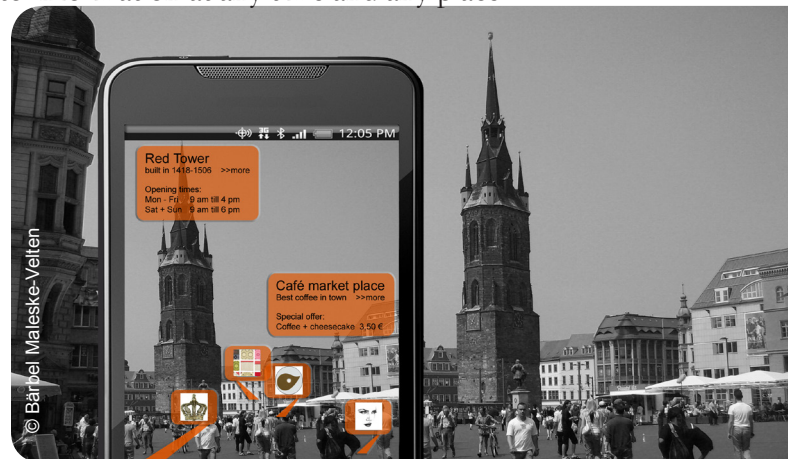 12:05 PM
Red Tower
built in 1418-1506 >>more
Opening times:
Mon - Fri 9 am till 4 pm
Sat + Sun 9 am till 6 pm
Café market place
Best coffee in town >>more
Special offer:
Coffee + cheesecake 3,50 €
© Bärbel Maleske-Velten